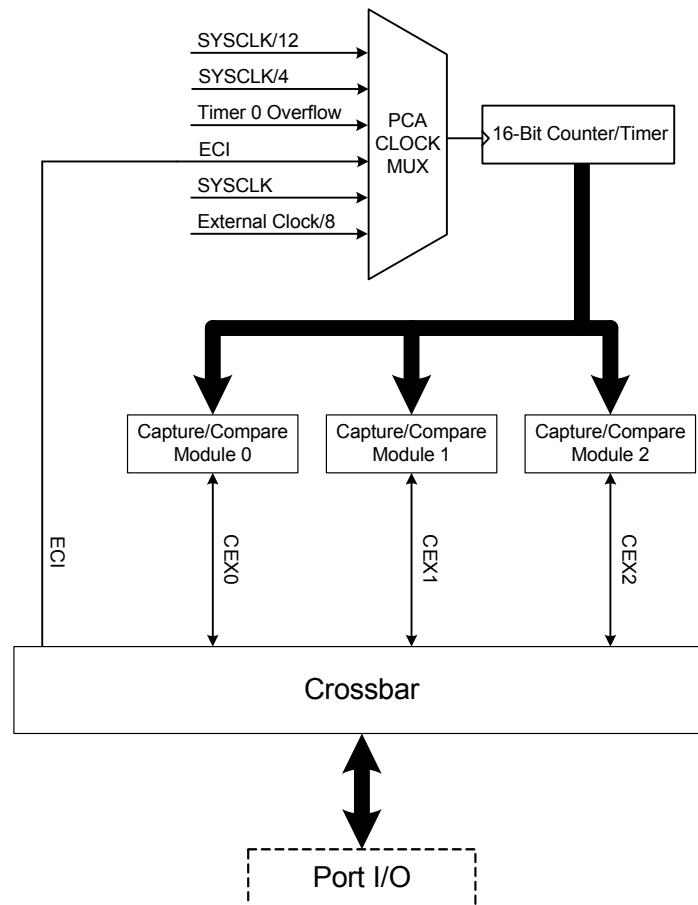 SYSCLK/12
SYSCLK/4
Timer 0 Overflow
ECI
SYSCLK
External Clock/8
PCA
CLOCK
MUX
16-Bit Counter/Timer
Capture/Compare
Module 0
Capture/Compare
Module 1
Capture/Compare
Module 2
ECI
CEX0
CEX1
CEX2
Crossbar
Port I/O